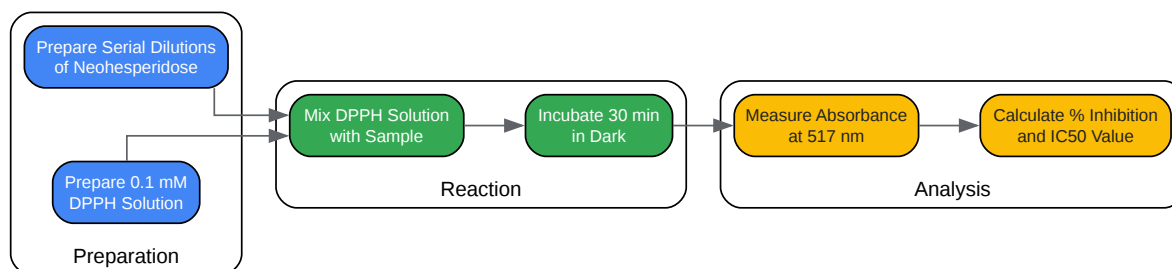 Prepare Serial Dilutions
of Neohesperidose
Prepare 0.1 mM
DPPH Solution
Preparation
Mix DPPH Solution
with Sample
Incubate 30 min
in Dark
Reaction
Measure Absorbance
at 517 nm
Calculate % Inhibition
and IC50 Value
Analysis